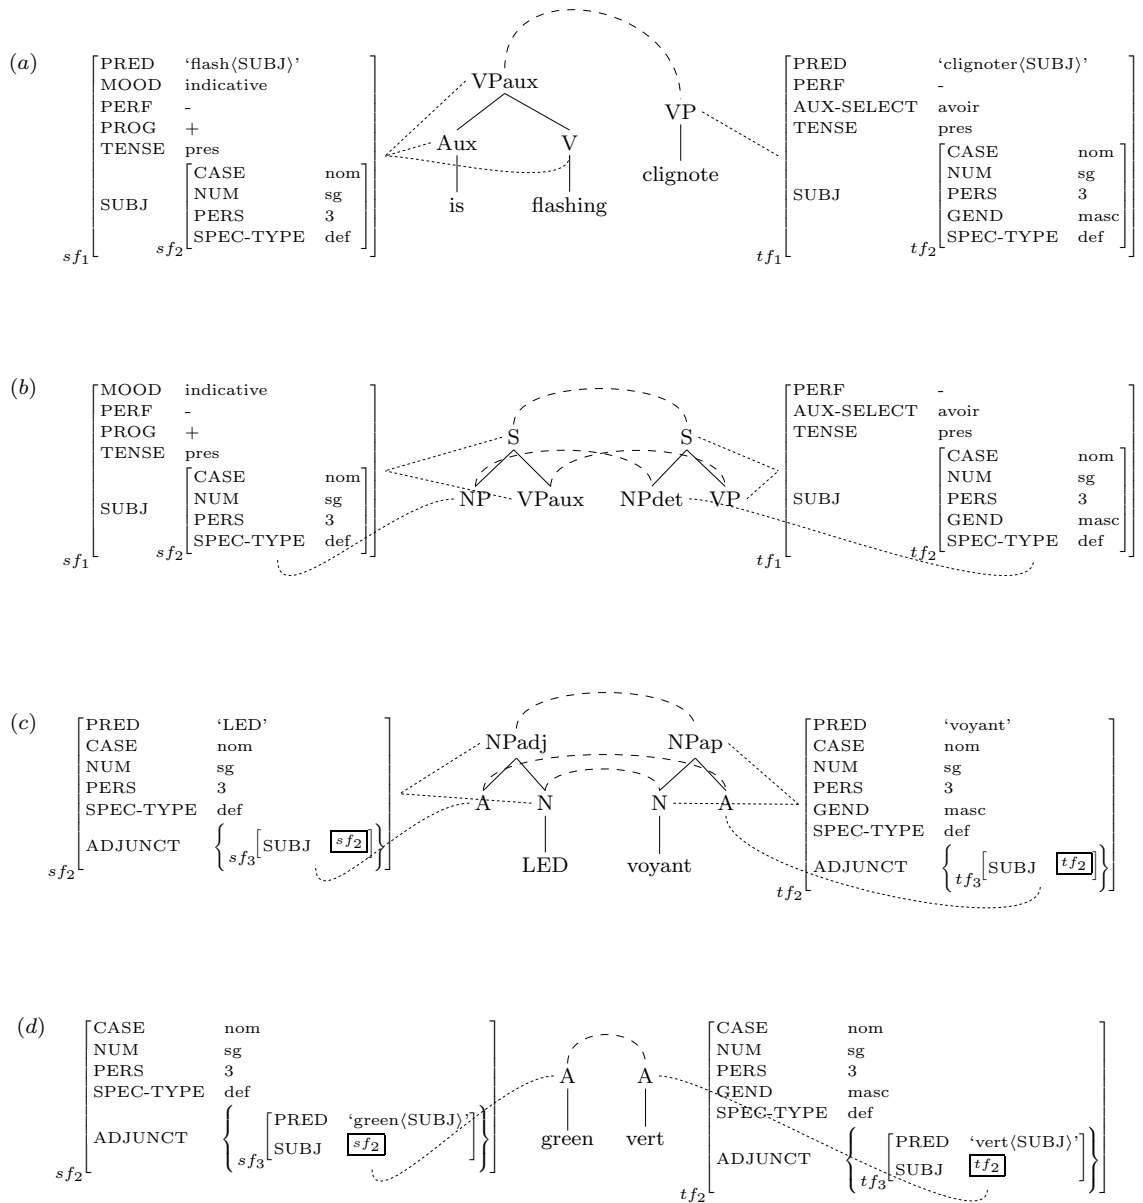 (a)
PRED ‘flash⟨SUBJ⟩’
MOOD indicative
PERF -
PROG +
TENSE pres
SUBJ
CASE nom
NUM sg
PERS 3
SPEC-TYPE def
sf2
sf1
VPaux
Aux V
is flashing
VP
clignote
PRED ‘clignoter⟨SUBJ⟩’
PERF -
AUX-SELECT avoir
TENSE pres
SUBJ
CASE nom
NUM sg
PERS 3
GEND masc
SPEC-TYPE def
tf2
tf1
(b)
MOOD indicative
PERF -
PROG +
TENSE pres
SUBJ
CASE nom
NUM sg
PERS 3
SPEC-TYPE def
sf2
sf1
S S
NP VPaux NPdet VP
PERF -
AUX-SELECT avoir
TENSE pres
SUBJ
CASE nom
NUM sg
PERS 3
GEND masc
SPEC-TYPE def
tf2
tf1
(c)
PRED ‘LED’
CASE nom
NUM sg
PERS 3
SPEC-TYPE def
ADJUNCT { sf3 [SUBJ sf2] }
sf2
NPadj NPap
A N N A
LED voyant
PRED ‘voyant’
CASE nom
NUM sg
PERS 3
GEND masc
SPEC-TYPE def
ADJUNCT { tf3 [SUBJ tf2] }
tf2
(d)
CASE nom
NUM sg
PERS 3
SPEC-TYPE def
ADJUNCT
PRED ‘green⟨SUBJ⟩’
SUBJ sf2
sf3
sf2
A A
green vert
CASE nom
NUM sg
PERS 3
GEND masc
SPEC-TYPE def
ADJUNCT
PRED ‘vert⟨SUBJ⟩’
SUBJ tf2
tf3
tf2